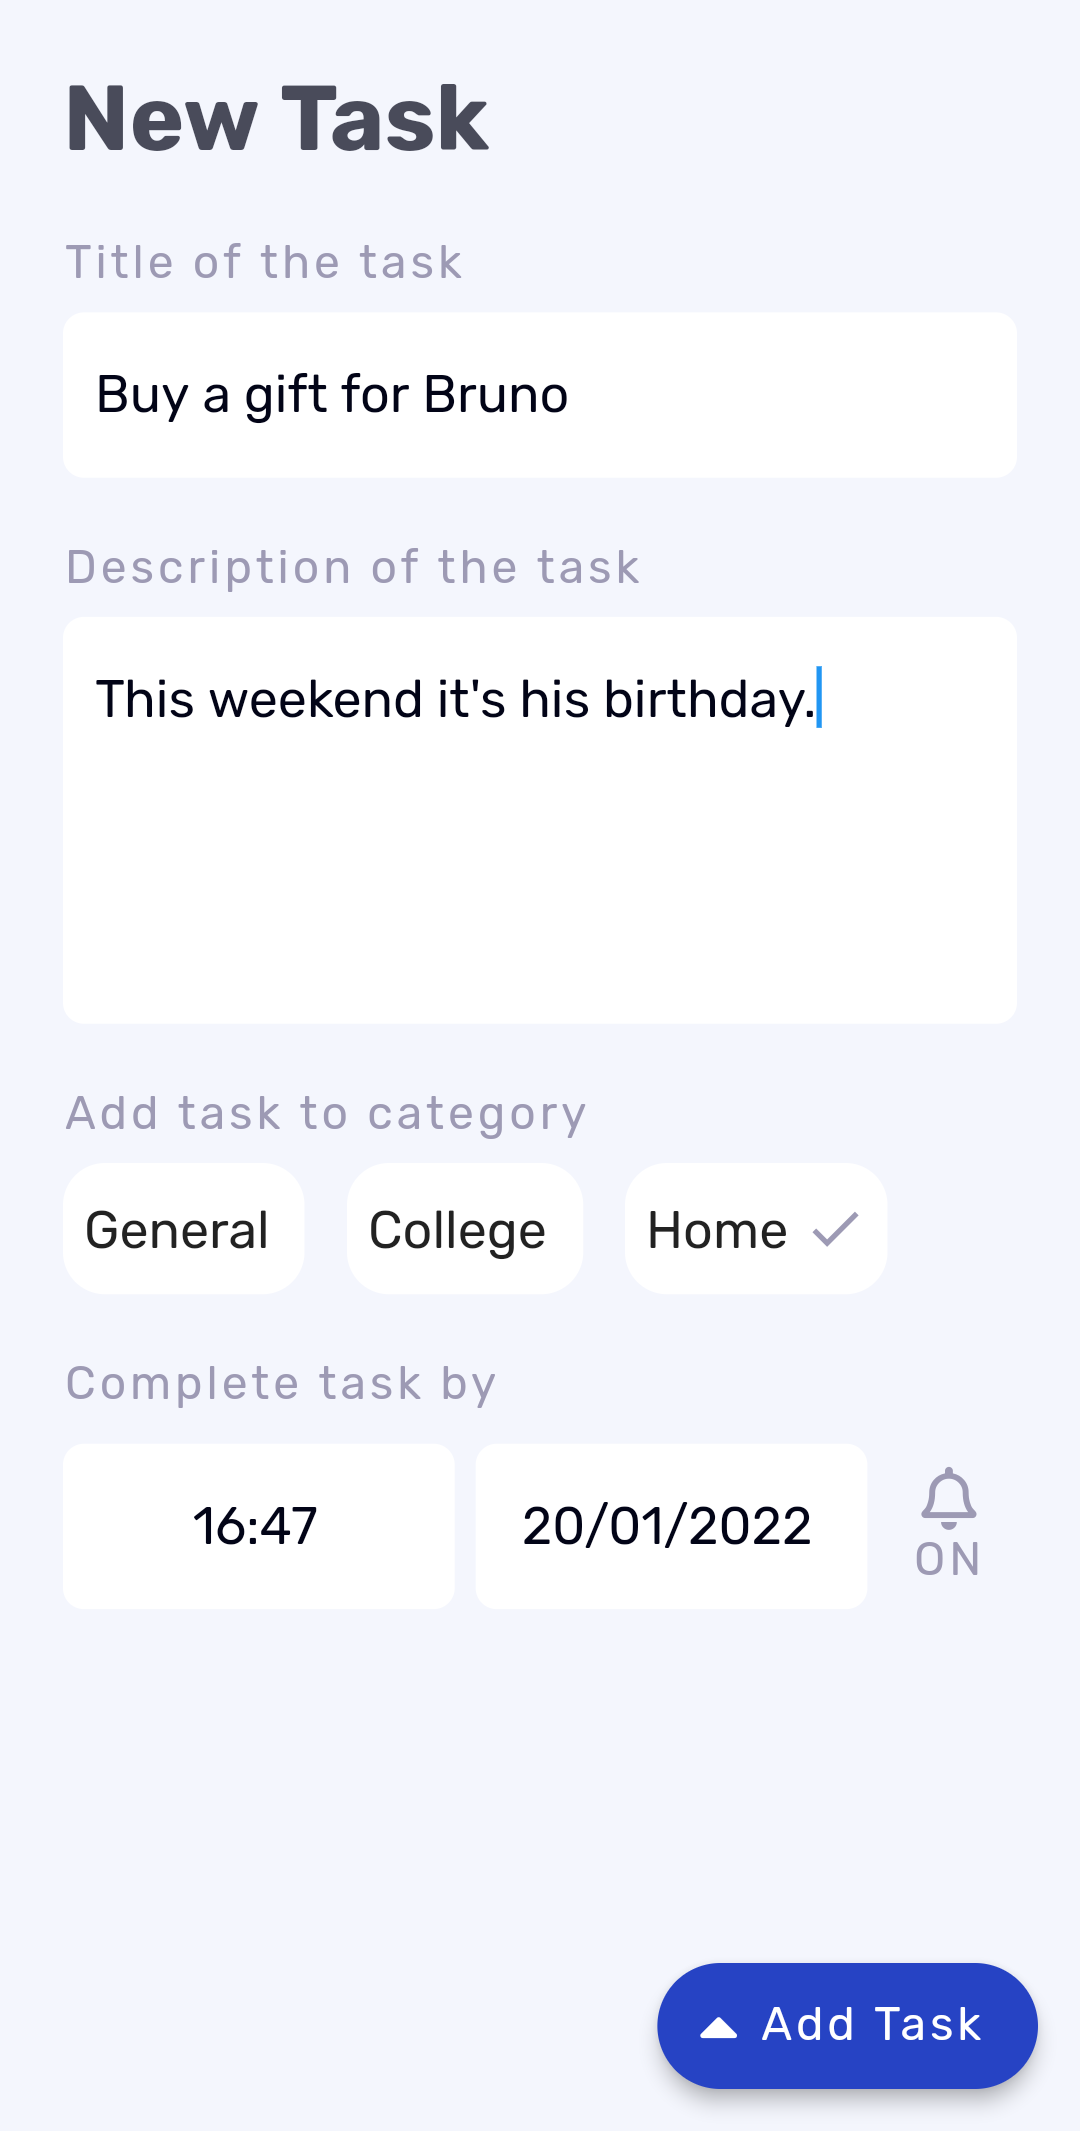 New Task
Title of the task
Buy a gift for Bruno
Description of the task
This weekend it's his birthday.
Add task to category
General College Home
Complete task by
16:47 20/01/2022 ON
Add Task